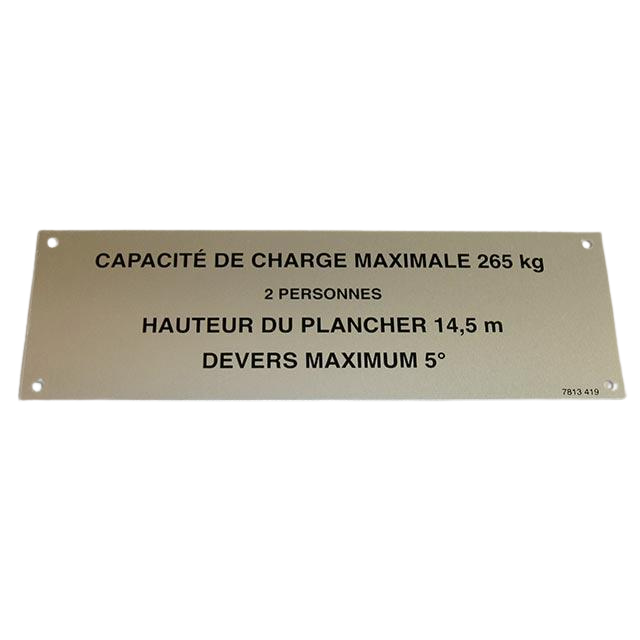 CAPACITÉ DE CHARGE MAXIMALE 265 kg
2 PERSONNES
HAUTEUR DU PLANCHER 14,5 m
DEVERS MAXIMUM 5°
7813 419